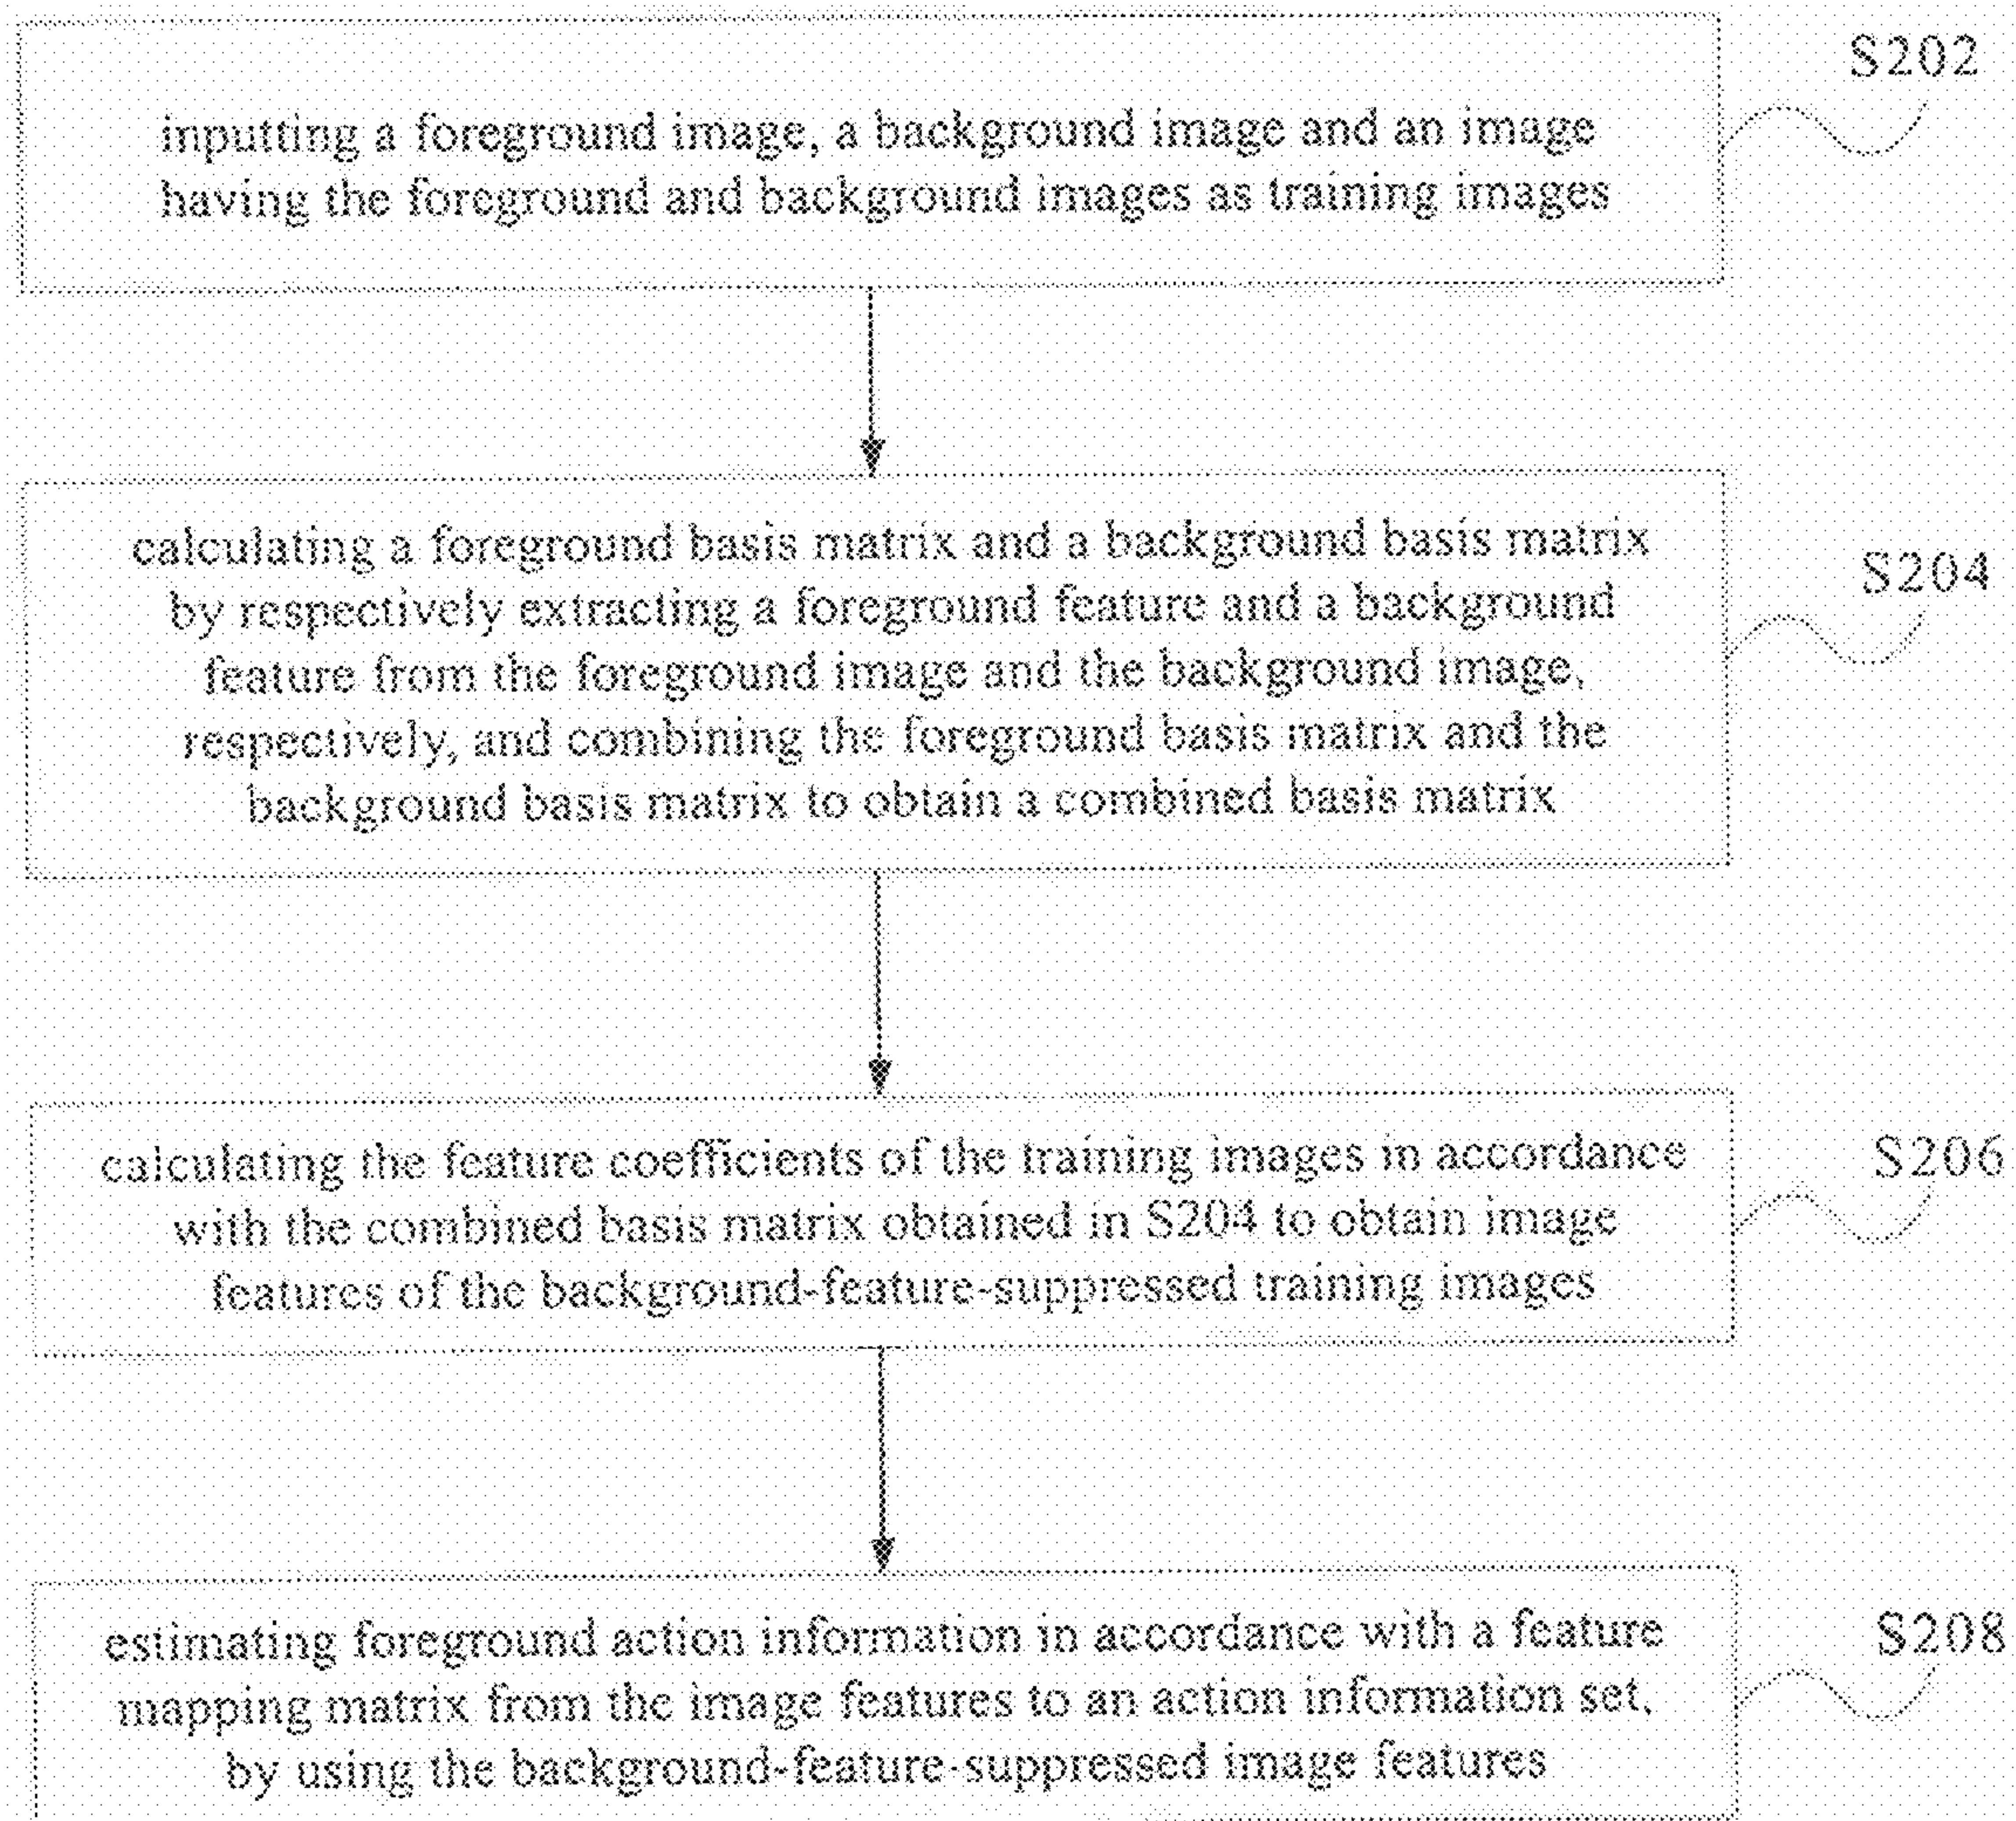 S202
inputting a foreground image, a background image and an image
having the foreground and background images as training images
calculating a foreground basis matrix and a background basis matrix
S204
by respectively extracting a foreground feature and a background
feature from the foreground image and the background image,
respectively, and combining the foreground basis matrix and the
background basis matrix to obtain a combined basis matrix
calculating the feature coefficients of the training images in accordance
S206
with the combined basis matrix obtained in S204 to obtain image
features of the background-feature-suppressed training images
estimating foreground action information in accordance with a feature
S208
mapping matrix from the image features to an action information set,
by using the background-feature-suppressed image features